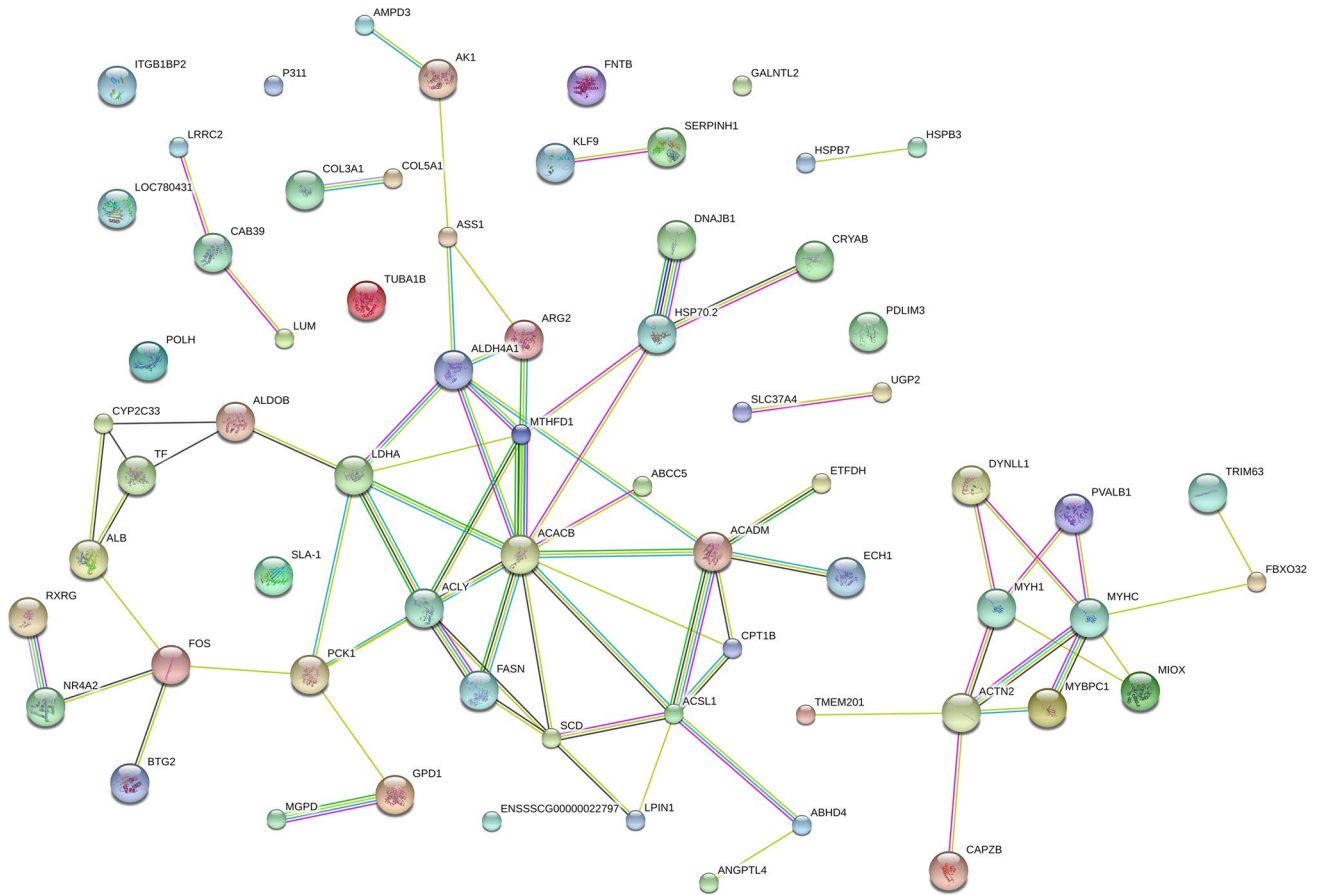 AMPD3
AK1
ITGB1BP2
P311
FNTB
GALNTL2
LRRC2
KLF9
SERPINH1
HSPB7
HSPB3
COL3A1
COL5A1
LOC780431
CAB39
ASS1
DNAJB1
CRYAB
TUBA1B
LUM
ARG2
HSP70.2
PDLIM3
POLH
ALDH4A1
UGP2
SLC37A4
CYP2C33
ALDOB
MTHFD1
TF
LDHA
ABCC5
ETFDH
DYNLL1
PVALB1
TRIM63
ALB
SLA-1
ACACB
ACADM
ECH1
FBXO32
RXRG
ACLY
MYH1
MYHC
FOS
PCK1
FASN
CPT1B
NR4A2
SCD
ACSL1
TMEM201
ACTN2
MYBPC1
MIOX
BTG2
GPD1
MGPD
ENSSSCG00000022797
LPIN1
ABHD4
ANGPTL4
CAPZB